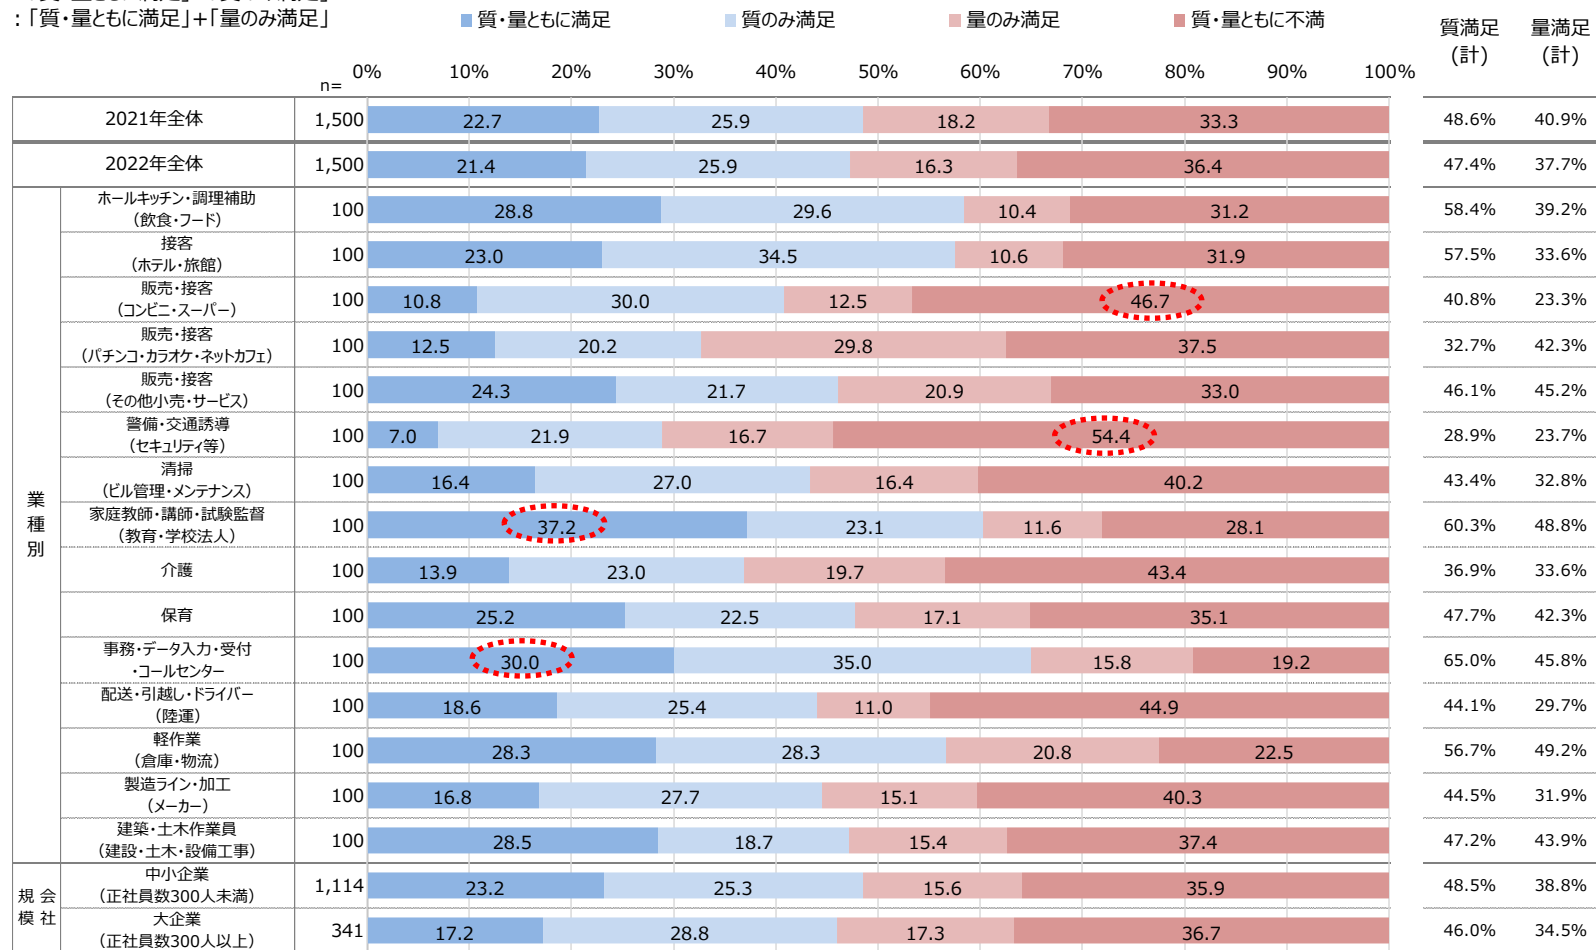 ：「質・量ともに満足」＋「量のみ満足」
質・量ともに満足 質のみ満足 量のみ満足 質・量ともに不満
質満足（計） 量満足（計）
n= 0% 10% 20% 30% 40% 50% 60% 70% 80% 90% 100%
2021年全体 1,500 22.7 25.9 18.2 33.3 48.6% 40.9%
2022年全体 1,500 21.4 25.9 16.3 36.4 47.4% 37.7%
業種別
ホールキッチン・調理補助
（飲食・フード） 100 28.8 29.6 10.4 31.2 58.4% 39.2%
接客
（ホテル・旅館） 100 23.0 34.5 10.6 31.9 57.5% 33.6%
販売・接客
（コンビニ・スーパー） 100 10.8 30.0 12.5 46.7 40.8% 23.3%
販売・接客
（パチンコ・カラオケ・ネットカフェ） 100 12.5 20.2 29.8 37.5 32.7% 42.3%
販売・接客
（その他小売・サービス） 100 24.3 21.7 20.9 33.0 46.1% 45.2%
警備・交通誘導
（セキュリティ等） 100 7.0 21.9 16.7 54.4 28.9% 23.7%
清掃
（ビル管理・メンテナンス） 100 16.4 27.0 16.4 40.2 43.4% 32.8%
家庭教師・講師・試験監督
（教育・学校法人） 100 37.2 23.1 11.6 28.1 60.3% 48.8%
介護 100 13.9 23.0 19.7 43.4 36.9% 33.6%
保育 100 25.2 22.5 17.1 35.1 47.7% 42.3%
事務・データ入力・受付
・コールセンター 100 30.0 35.0 15.8 19.2 65.0% 45.8%
配送・引越し・ドライバー
（陸運） 100 18.6 25.4 11.0 44.9 44.1% 29.7%
軽作業
（倉庫・物流） 100 28.3 28.3 20.8 22.5 56.7% 49.2%
製造ライン・加工
（メーカー） 100 16.8 27.7 15.1 40.3 44.5% 31.9%
建築・土木作業員
（建設・土木・設備工事） 100 28.5 18.7 15.4 37.4 47.2% 43.9%
会社規模
中小企業
（正社員数300人未満） 1,114 23.2 25.3 15.6 35.9 48.5% 38.8%
大企業
（正社員数300人以上） 341 17.2 28.8 17.3 36.7 46.0% 34.5%